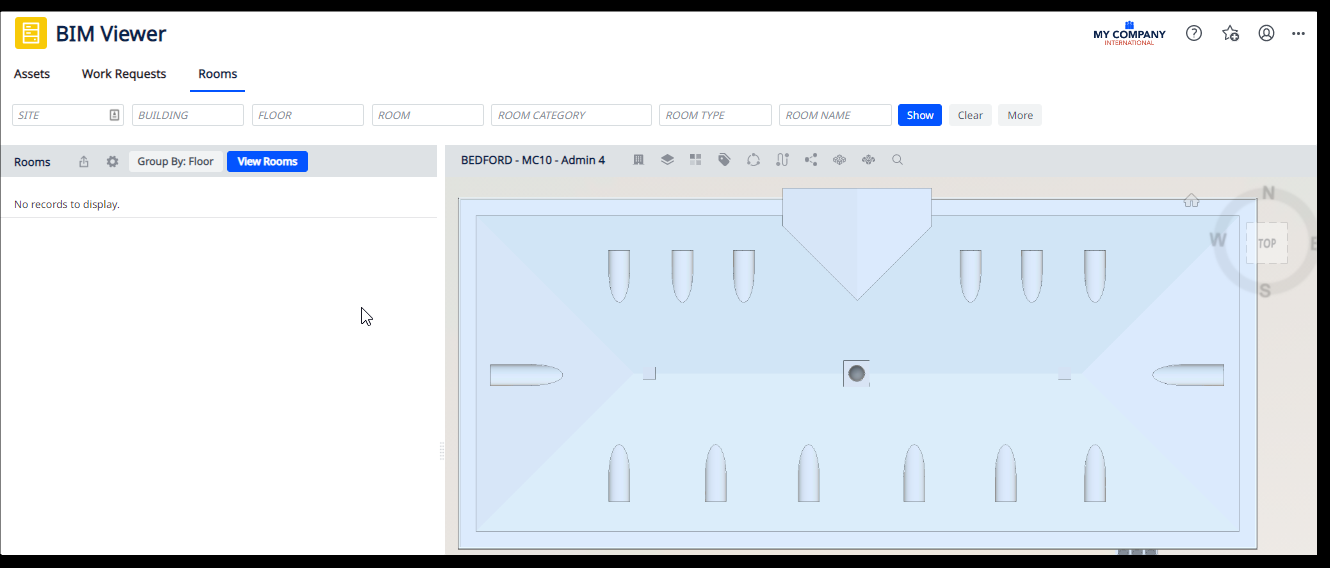 BIM Viewer
MY COMPANY
INTERNATIONAL
Assets Work Requests Rooms
SITE BUILDING FLOOR ROOM ROOM CATEGORY ROOM TYPE ROOM NAME Show Clear More
Rooms Group By: Floor View Rooms
BEDFORD - MC10 - Admin 4
No records to display.
N
W TOP E
S